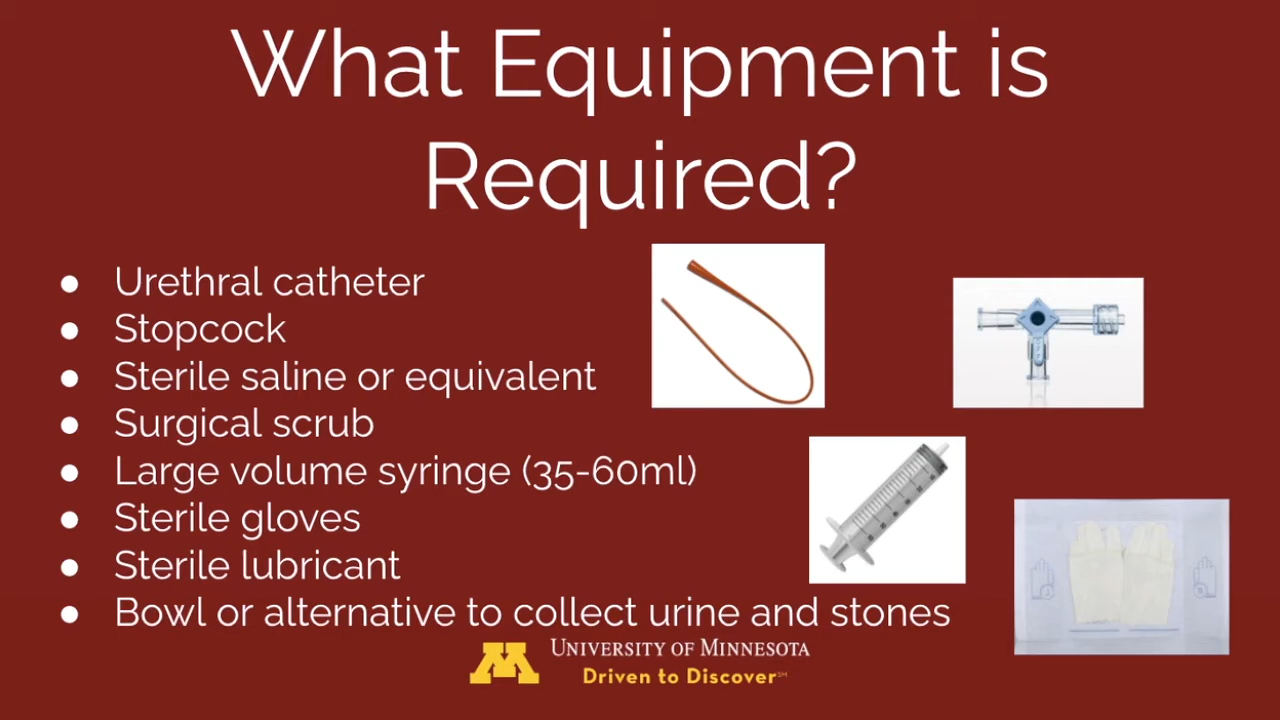 What Equipment is
Required?
● Urethral catheter
● Stopcock
● Sterile saline or equivalent
● Surgical scrub
● Large volume syringe (35-60ml)
● Sterile gloves
● Sterile lubricant
● Bowl or alternative to collect urine and stones
M
UNIVERSITY OF MINNESOTA
Driven to Discover℠